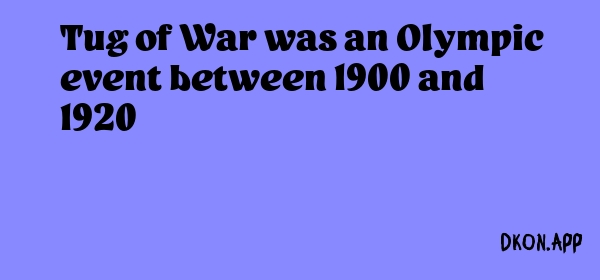 Tug of War was an Olympic
event between 1900 and
1920
DKON.APP